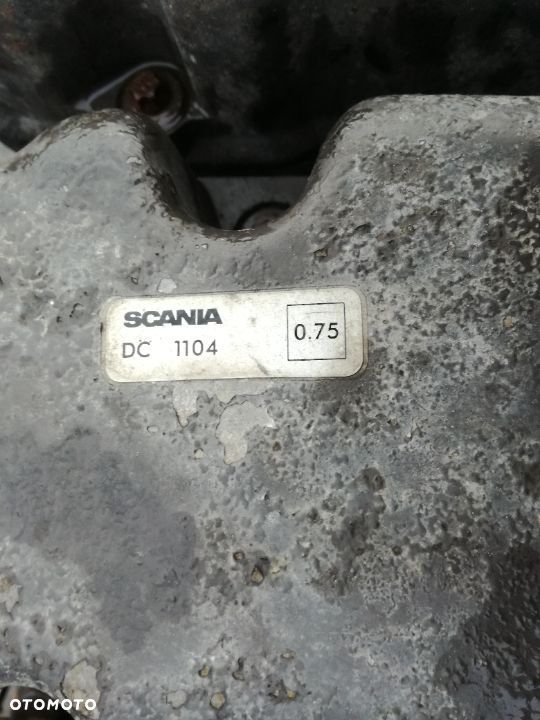 SCANIA
DC 1104
0.75
OTOMOTO